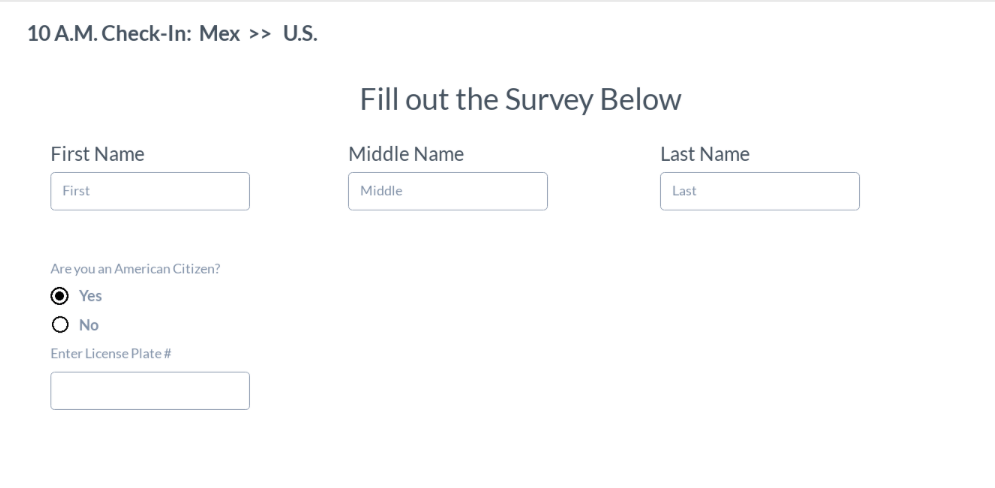 10 A.M. Check-In: Mex >> U.S.
Fill out the Survey Below
First Name Middle Name Last Name
First Middle Last
Are you an American Citizen?
Yes
No
Enter License Plate #